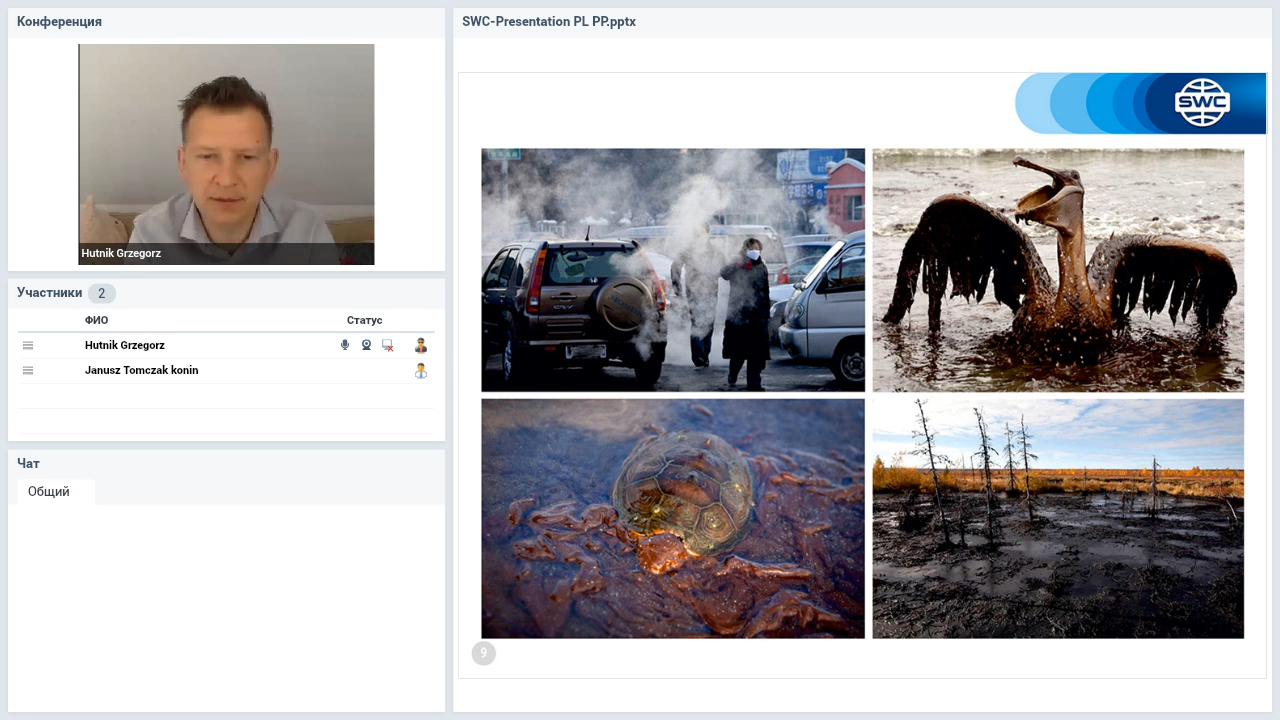 Конференция
Hutnik Grzegorz
Участники 2
ФИО Статус
Hutnik Grzegorz
Janusz Tomczak konin
Чат
Общий
SWC-Presentation PL PP.pptx
SWC
9